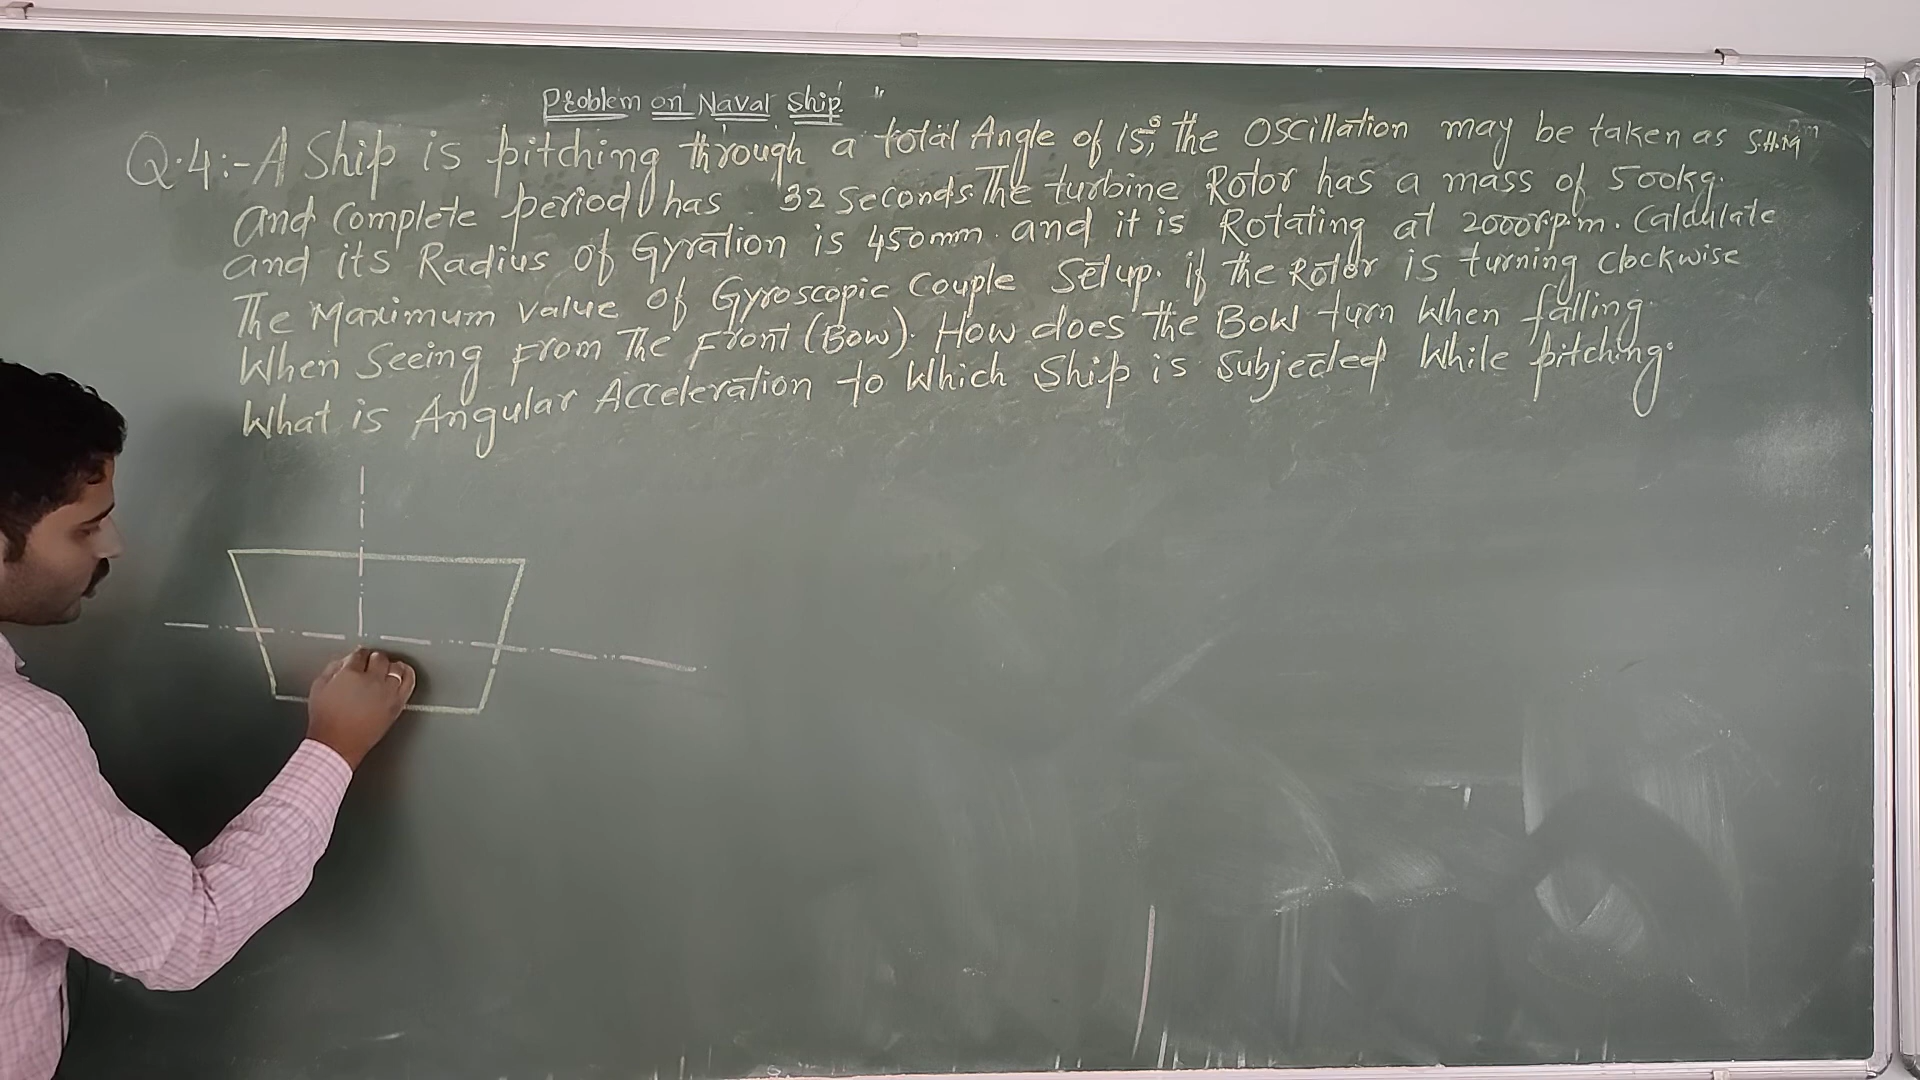 Problem on Naval Ship "
Q.4:- A Ship is pitching through a total Angle of 15°, the Oscillation may be taken as S.H.M
and complete period has 32 seconds. The turbine Rotor has a mass of 500kg.
and its Radius of Gyration is 450mm. and it is Rotating at 2000r.p.m. Calculate
The Maximum value of Gyroscopic Couple Setup. if the Rotor is turning clockwise
When Seeing from The Front (Bow). How does the Bow turn When falling.
What is Angular Acceleration to Which Ship is Subjected While pitching.